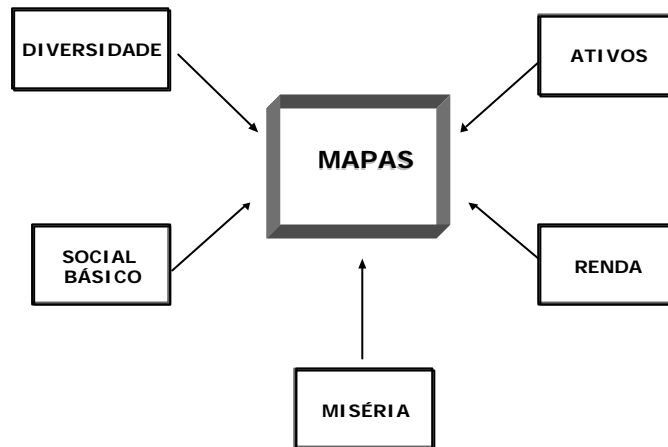 DIVERSIDADE
ATIVOS
MAPAS
SOCIAL
BÁSICO
RENDA
MISÉRIA